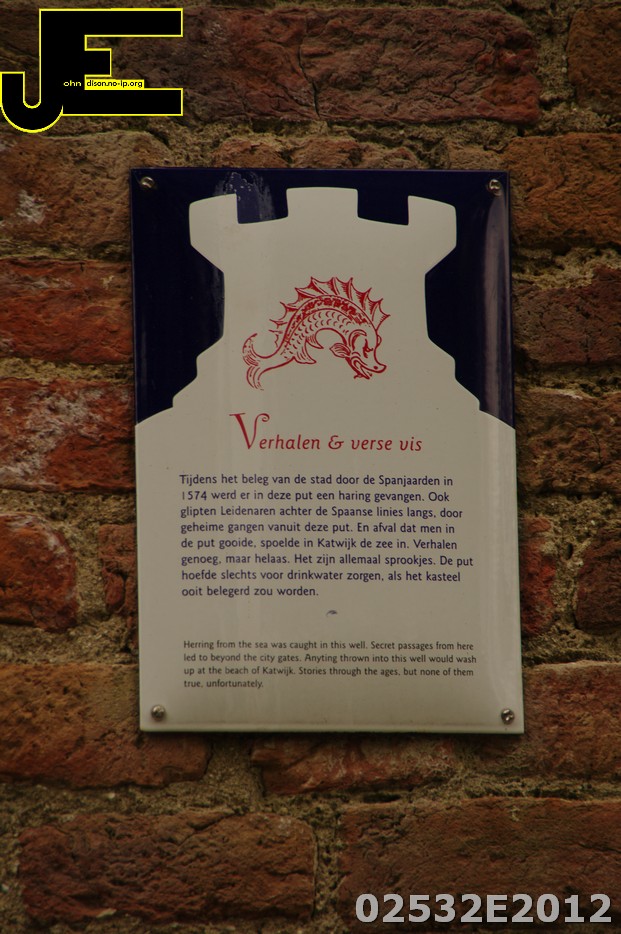 JE
ohn dison.no-ip.org
Verhalen & verse vis
Tijdens het beleg van de stad door de Spanjaarden in
1574 werd er in deze put een haring gevangen. Ook
glipten Leidenaren achter de Spaanse linies langs, door
geheime gangen vanuit deze put. En afval dat men in
de put gooide, spoelde in Katwijk de zee in. Verhalen
genoeg, maar helaas. Het zijn allemaal sprookjes. De put
hoefde slechts voor drinkwater zorgen, als het kasteel
ooit belegerd zou worden.
Herring from the sea was caught in this well. Secret passages from here
led to beyond the city gates. Anyting thrown into this well would wash
up at the beach of Katwijk. Stories through the ages, but none of them
true, unfortunately.
02532E2012